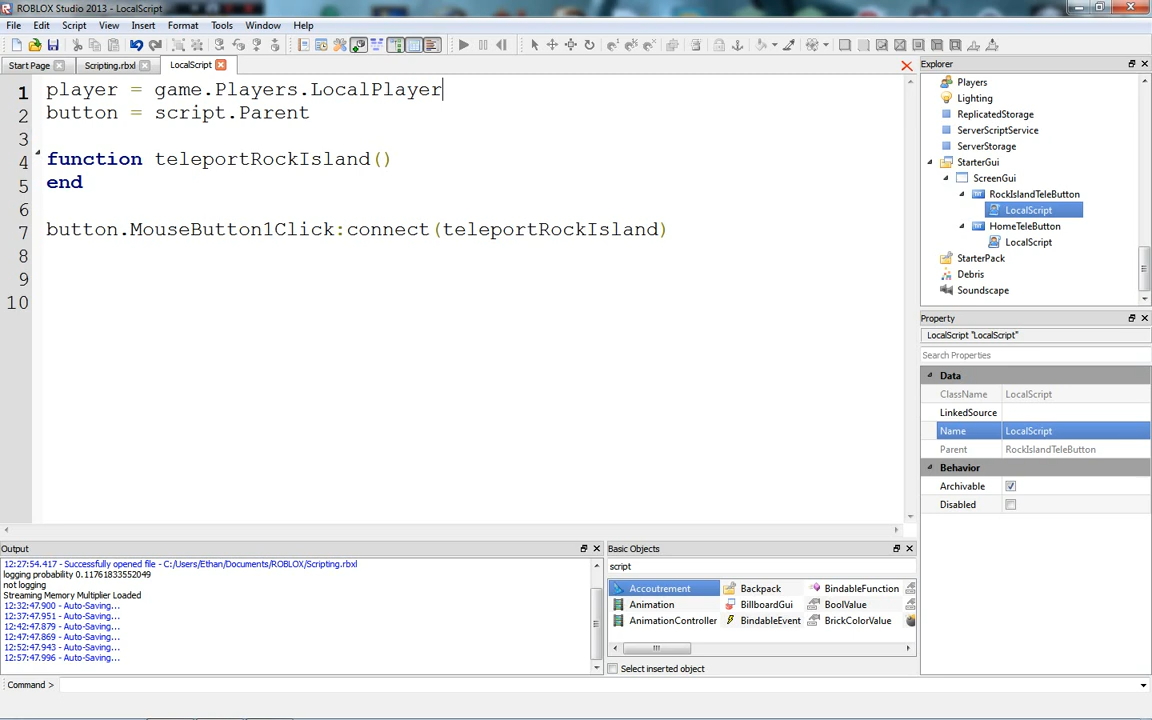 ROBLOX Studio 2013 - LocalScript
File Edit Script View Insert Format Tools Window Help
Start Page Scripting.rbxl LocalScript
1 player = game.Players.LocalPlayer
2 button = script.Parent
3
4 function teleportRockIsland()
5 end
6
7 button.MouseButton1Click:connect(teleportRockIsland)
8
9
10
Explorer
Players
Lighting
ReplicatedStorage
ServerScriptService
ServerStorage
StarterGui
ScreenGui
RockIslandTeleButton
LocalScript
HomeTeleButton
LocalScript
StarterPack
Debris
Soundscape
Property
LocalScript "LocalScript"
Search Properties
Data
ClassName LocalScript
LinkedSource
Name LocalScript
Parent RockIslandTeleButton
Behavior
Archivable
Disabled
Output
12:27:54.417 - Successfully opened file - C:/Users/Ethan/Documents/ROBLOX/Scripting.rbxl
logging probability 0.11761833552049
not logging
Streaming Memory Multiplier Loaded
12:32:47.900 - Auto-Saving...
12:37:47.951 - Auto-Saving...
12:42:47.879 - Auto-Saving...
12:47:47.869 - Auto-Saving...
12:52:47.943 - Auto-Saving...
12:57:47.996 - Auto-Saving...
Basic Objects
script
Accoutrement Backpack BindableFunction
Animation BillboardGui BoolValue
AnimationController BindableEvent BrickColorValue
Select inserted object
Command >